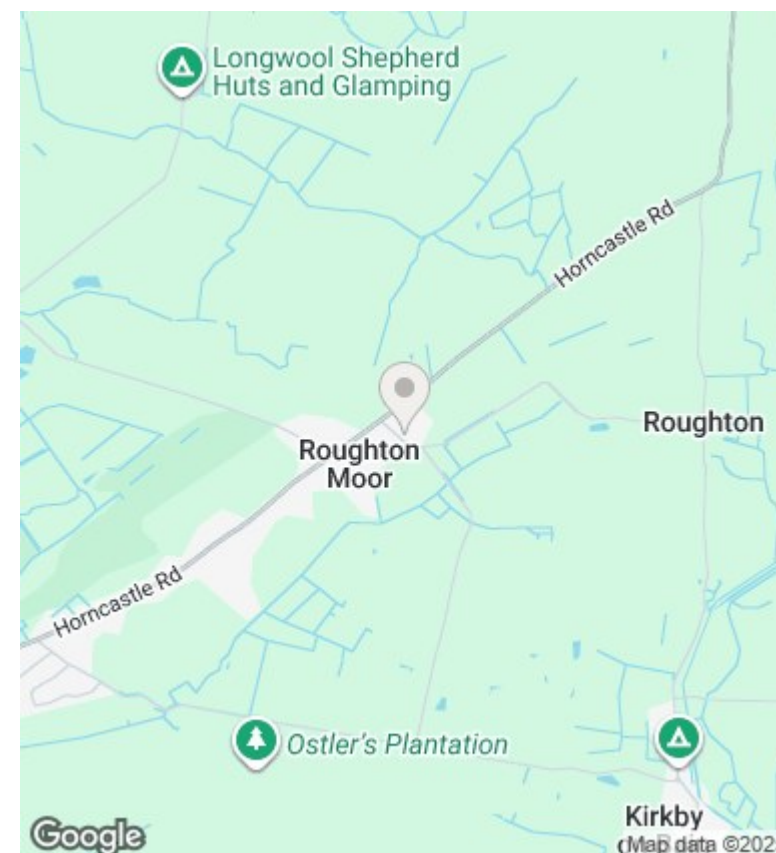 Longwool Shepherd
Huts and Glamping
Horncastle Rd
Roughton
Roughton
Moor
Horncastle Rd
Ostler's Plantation
Kirkby
Google
Map data ©202